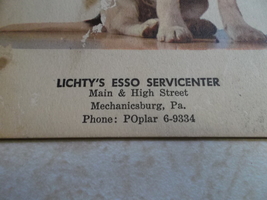 LICHTY'S ESSO SERVICENTER
Main & High Street
Mechanicsburg, Pa.
Phone: POplar 6-9334